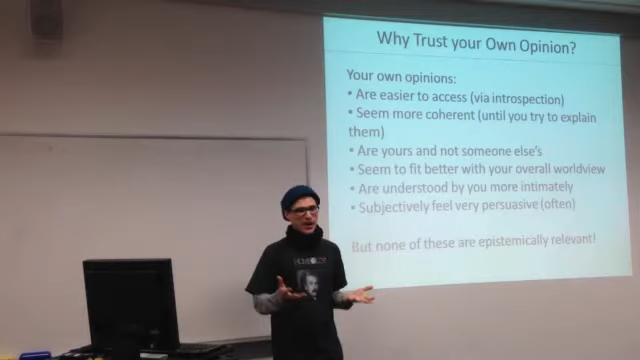 Why Trust your Own Opinion?
Your own opinions:
• Are easier to access (via introspection)
• Seem more coherent (until you try to explain
them)
• Are yours and not someone else's
• Seem to fit better with your overall worldview
• Are understood by you more intimately
• Subjectively feel very persuasive (often)
But none of these are epistemically relevant!